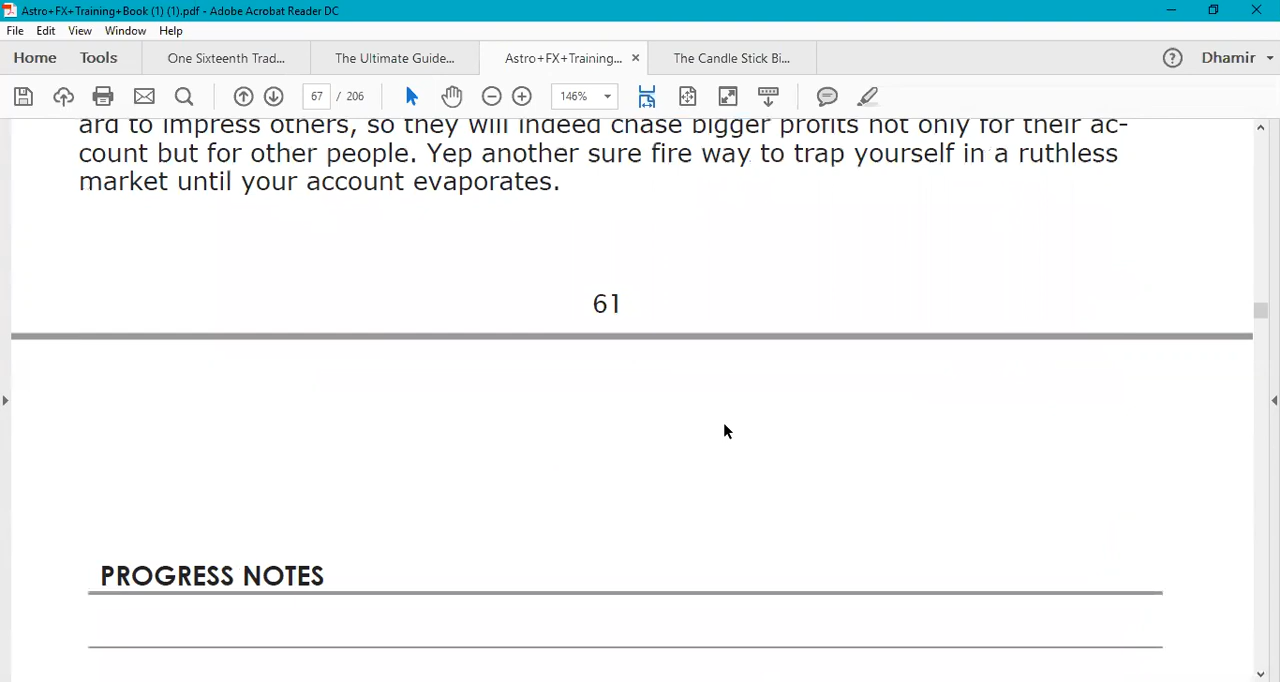 Astro+FX+Training+Book (1) (1).pdf - Adobe Acrobat Reader DC
File Edit View Window Help
Home Tools One Sixteenth Trad... The Ultimate Guide... Astro+FX+Training... × The Candle Stick Bi... Dhamir
67 / 206 146%
ard to impress others, so they will indeed chase bigger profits not only for their ac-
count but for other people. Yep another sure fire way to trap yourself in a ruthless
market until your account evaporates.
61
PROGRESS NOTES